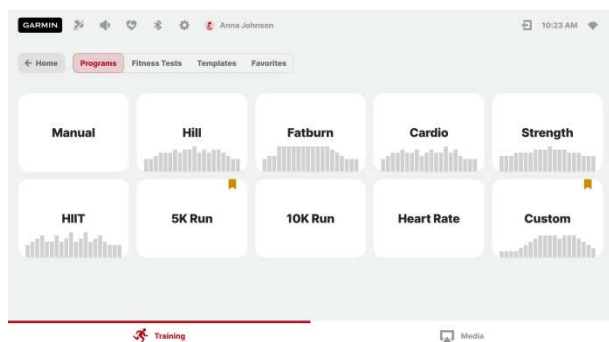 GARMIN Anna Johnson 10:23 AM
← Home Programs Fitness Tests Templates Favorites
Manual Hill Fatburn Cardio Strength
HIIT 5K Run 10K Run Heart Rate Custom
Training Media